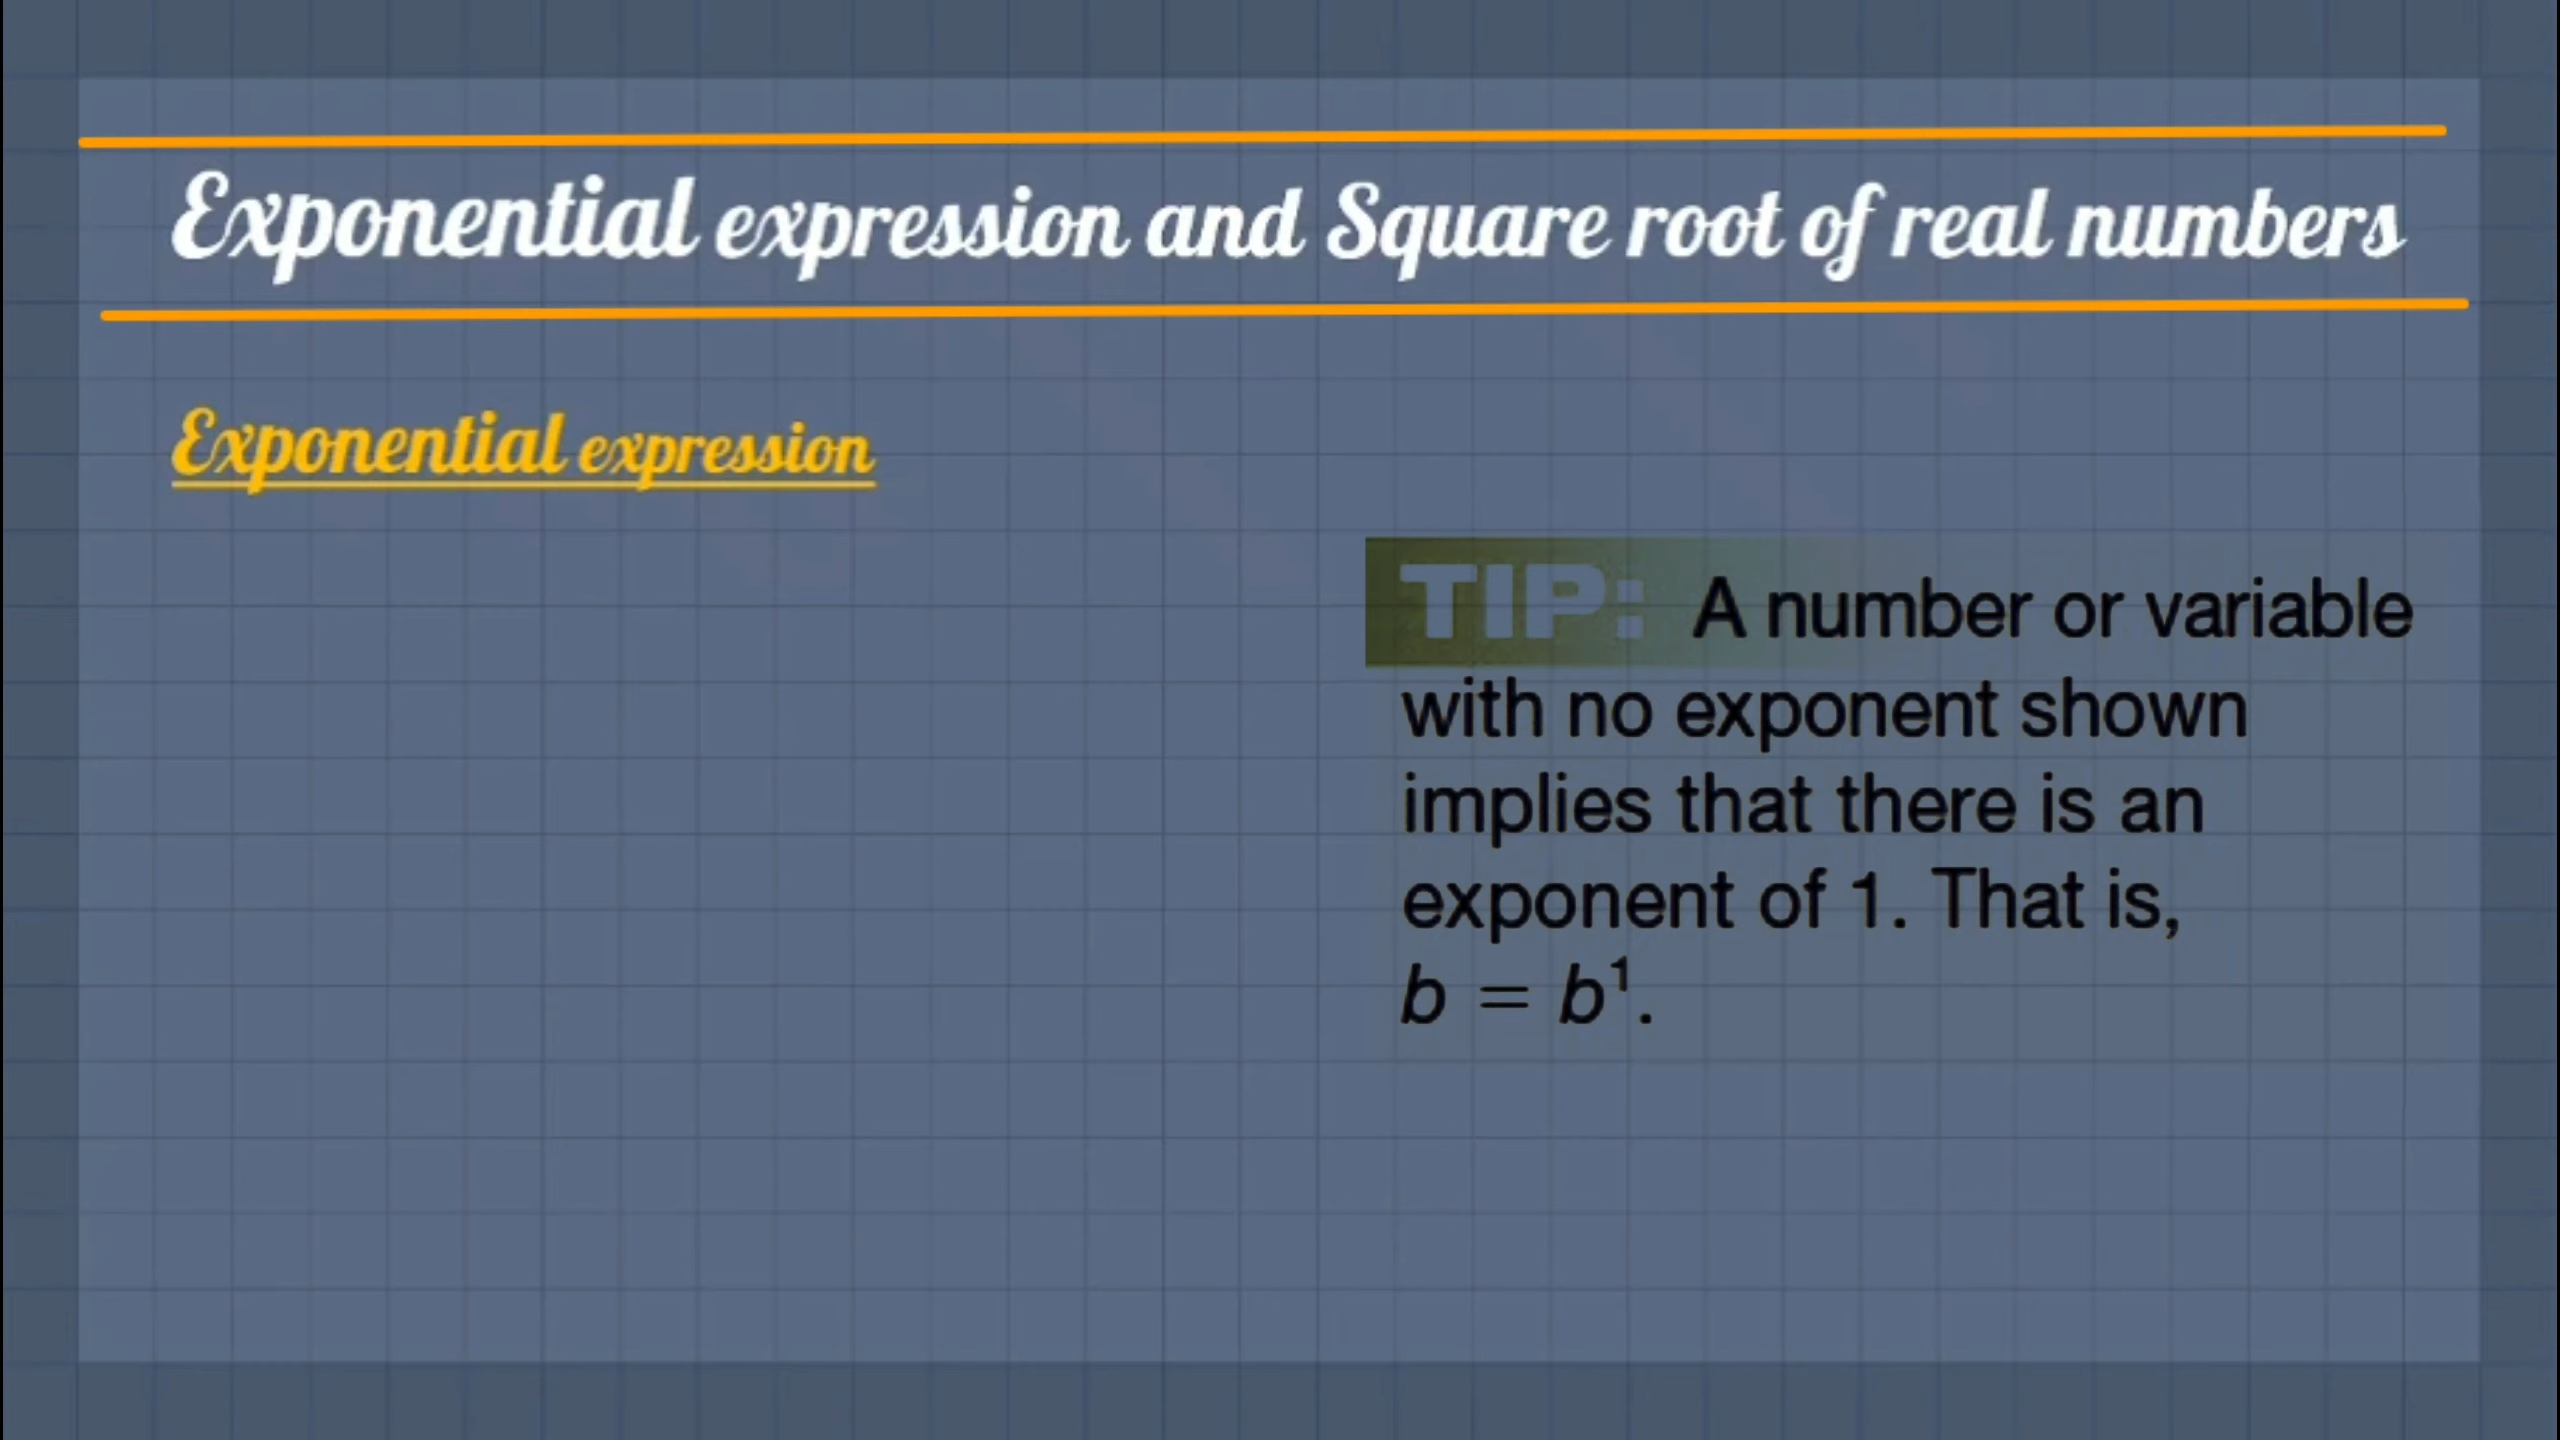 Exponential expression and Square root of real numbers
Exponential expression
TIP: A number or variable
with no exponent shown
implies that there is an
exponent of 1. That is,
b = b¹.